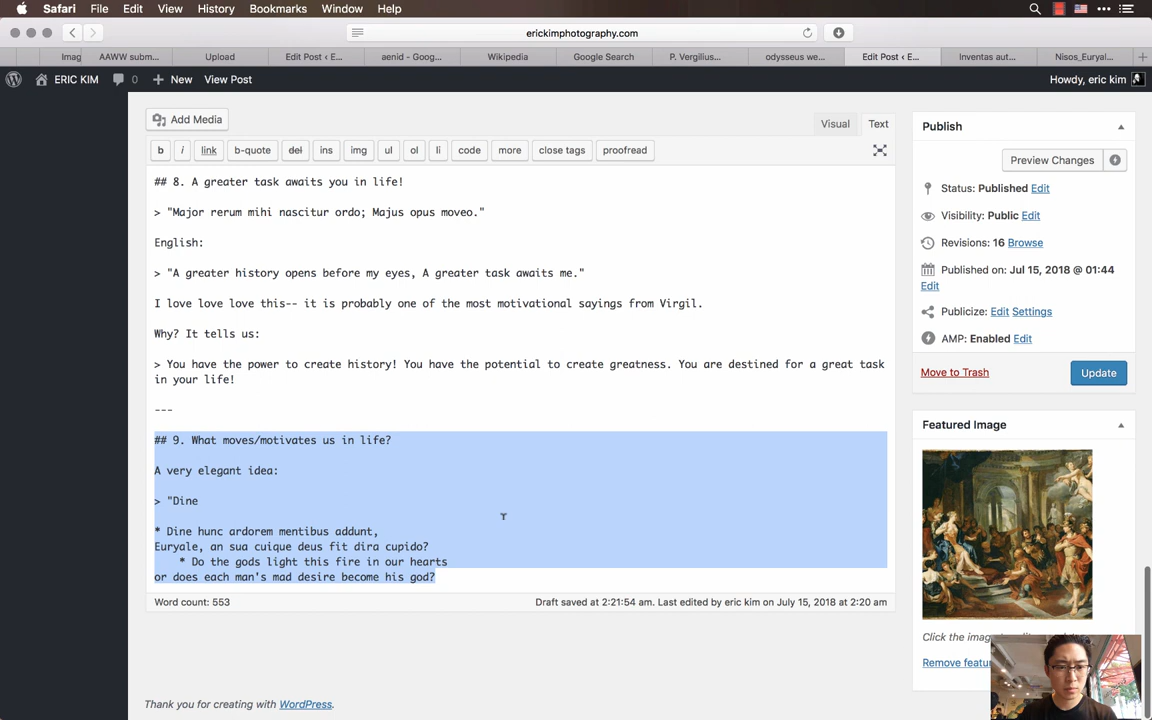 Safari File Edit View History Bookmarks Window Help
erickimphotography.com
Imag AAWW subm... Upload Edit Post ‹ E... aenid - Goog... Wikipedia Google Search P. Vergilius... odysseus we... Edit Post ‹ E... Inventas aut... Nisos_Euryal...
ERIC KIM 0 New View Post Howdy, eric kim
Add Media
Visual Text
b i link b-quote del ins img ul ol li code more close tags proofread
## 8. A greater task awaits you in life!
> "Major rerum mihi nascitur ordo; Majus opus moveo."
English:
> "A greater history opens before my eyes, A greater task awaits me."
I love love love this-- it is probably one of the most motivational sayings from Virgil.
Why? It tells us:
> You have the power to create history! You have the potential to create greatness. You are destined for a great task
in your life!
---
## 9. What moves/motivates us in life?
A very elegant idea:
> "Dine
* Dine hunc ardorem mentibus addunt,
Euryale, an sua cuique deus fit dira cupido?
* Do the gods light this fire in our hearts
or does each man's mad desire become his god?
Word count: 553 Draft saved at 2:21:54 am. Last edited by eric kim on July 15, 2018 at 2:20 am
Thank you for creating with WordPress.
Publish
Preview Changes
Status: Published Edit
Visibility: Public Edit
Revisions: 16 Browse
Published on: Jul 15, 2018 @ 01:44
Edit
Publicize: Edit Settings
AMP: Enabled Edit
Move to Trash Update
Featured Image
Click the imag
Remove featu